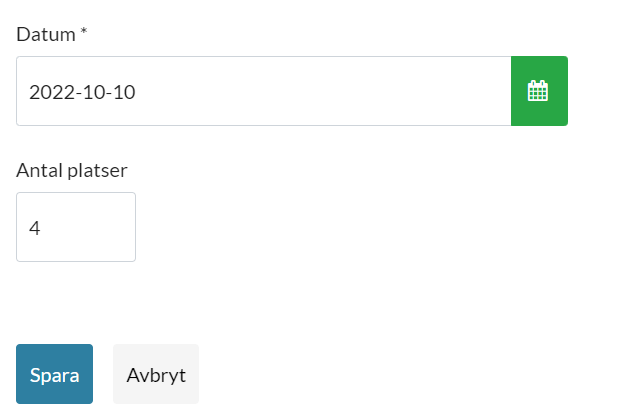 Datum *
2022-10-10
Antal platser
4
Spara Avbryt